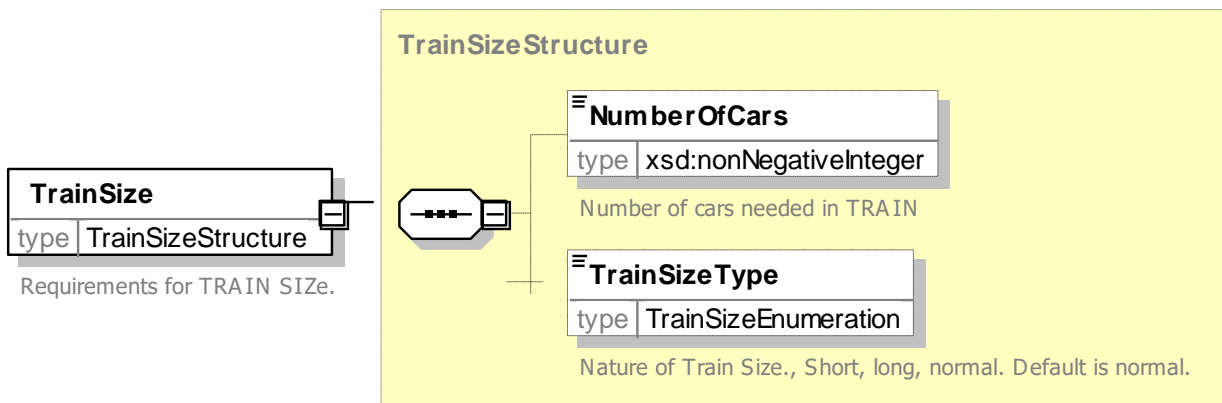 TrainSizeStructure
NumberOfCars
type xsd:nonNegativeInteger
Number of cars needed in TRAIN
TrainSize
type TrainSizeStructure
Requirements for TRAIN SIZe.
TrainSizeType
type TrainSizeEnumeration
Nature of Train Size., Short, long, normal. Default is normal.